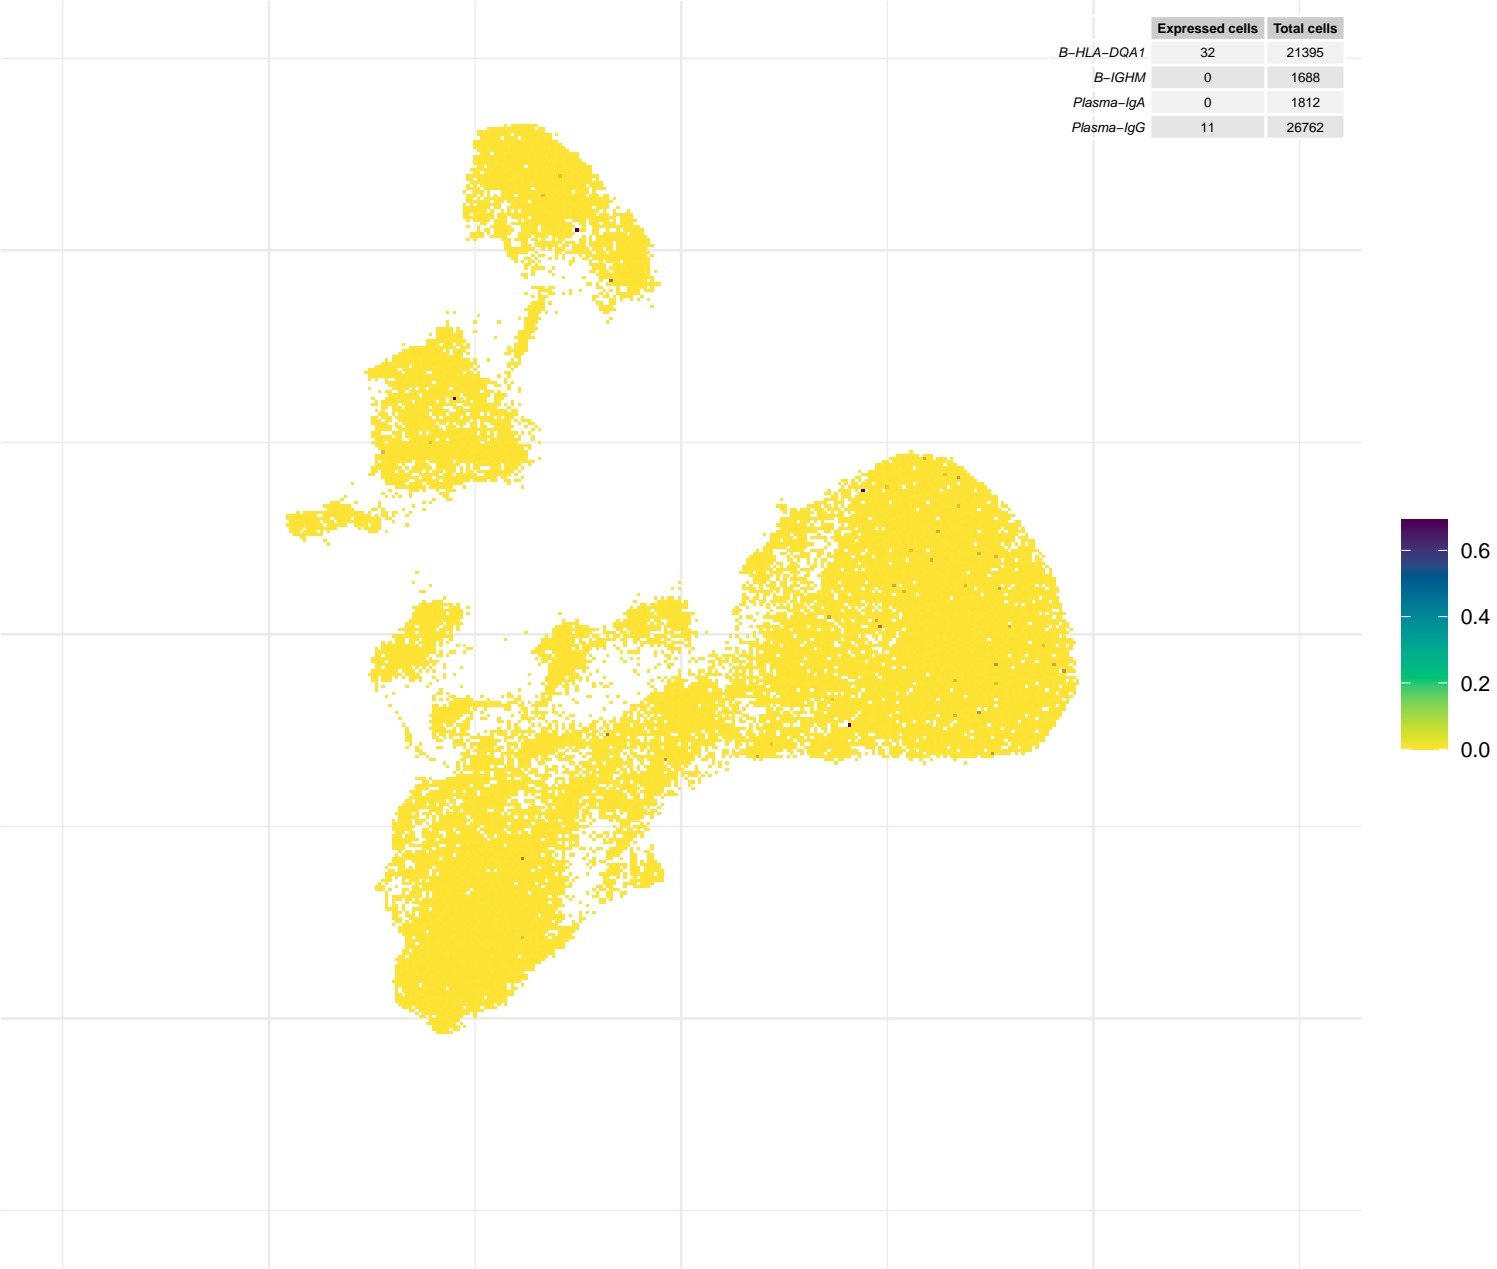 Expressed cells Total cells
B−HLA−DQA1 32 21395
B−IGHM 0 1688
Plasma−IgA 0 1812
Plasma−IgG 11 26762
0.6
0.4
0.2
0.0